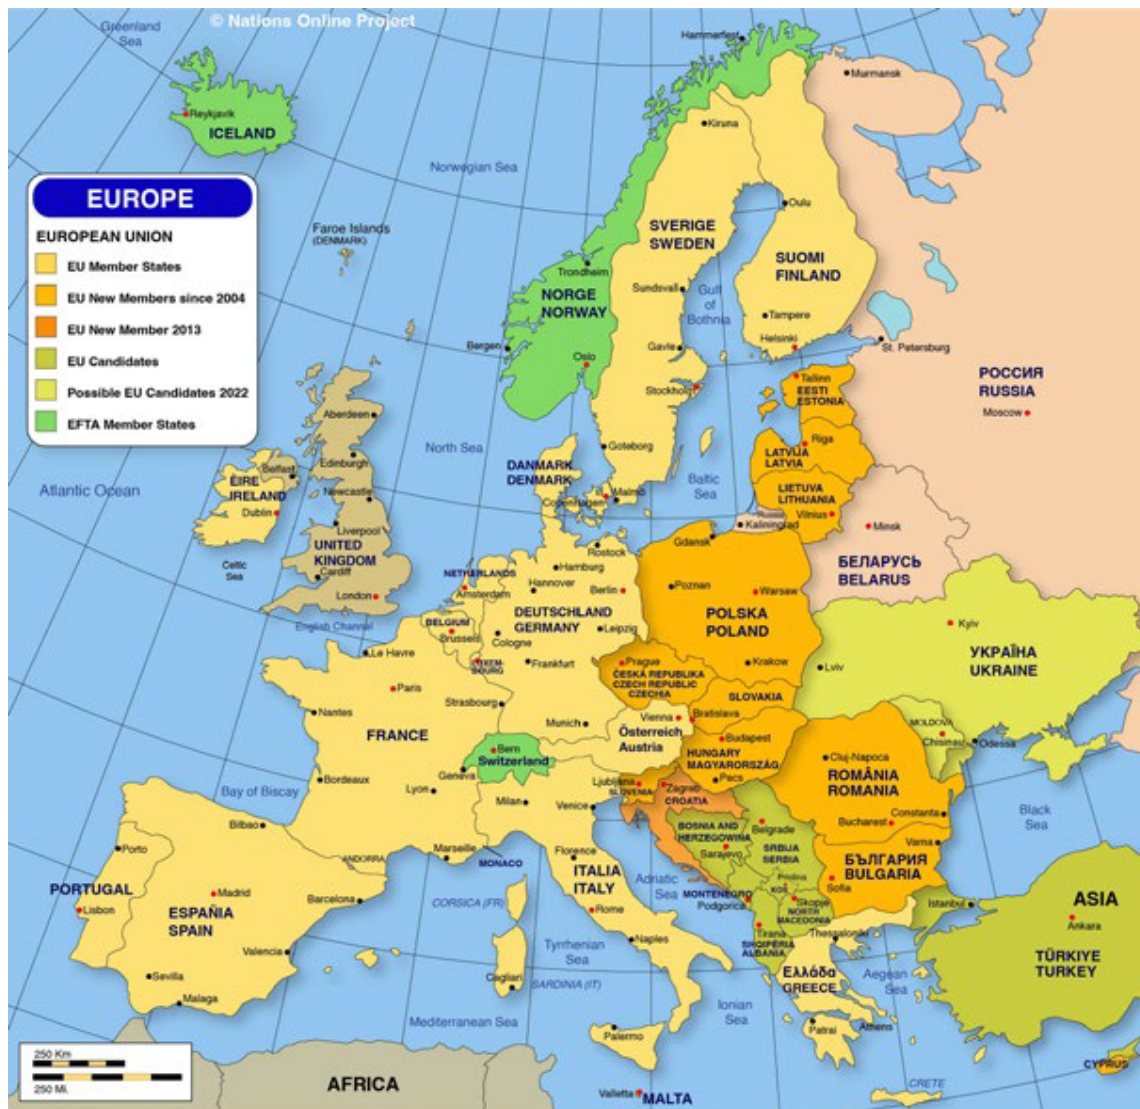 © Nations Online Project
Greenland
Sea
Hammerfest
Murmansk
Reykjavik
ICELAND
Kiruna
Norwegian Sea
EUROPE
EUROPEAN UNION
EU Member States
EU New Members since 2004
EU New Member 2013
EU Candidates
Possible EU Candidates 2022
EFTA Member States
Faroe Islands
(DENMARK)
Oulu
SVERIGE
SWEDEN
SUOMI
FINLAND
Trondheim
NORGE
NORWAY
Sundsvall
Gulf
of
Bothnia
Tampere
Helsinki
Bergen
Oslo
Gavle
St. Petersburg
Stockholm
Tallinn
EESTI
ESTONIA
РОССИЯ
RUSSIA
Moscow
Aberdeen
North Sea
Goteborg
Riga
LATVIJA
LATVIA
Edinburgh
Belfast
ÉIRE
IRELAND
Dublin
Atlantic Ocean
DANMARK
DENMARK
Copenhagen
Malmö
Baltic
Sea
LIETUVA
LITHUANIA
Vilnius
Russia
Kaliningrad
Minsk
Newcastle
Liverpool
UNITED
KINGDOM
Cardiff
London
Celtic
Sea
English Channel
Gdansk
Rostock
Hamburg
Hannover
Berlin
NETHERLANDS
Amsterdam
БЕЛАРУСЬ
BELARUS
Poznan
Warsaw
POLSKA
POLAND
Krakow
DEUTSCHLAND
GERMANY
Leipzig
Cologne
Frankfurt
BELGIUM
Brussels
LUXEM-
BOURG
Kyiv
УКРАЇНА
UKRAINE
Lviv
Le Havre
Paris
Strasbourg
Nantes
FRANCE
Munich
Prague
ČESKÁ REPUBLIKA
CZECH REPUBLIC
CZECHIA
SLOVAKIA
Vienna
Bratislava
Österreich
Austria
Budapest
HUNGARY
MAGYARORSZÁG
Pecs
MOLDOVA
Chisinau
Odessa
Bern
Switzerland
Geneva
Cluj-Napoca
ROMÂNIA
ROMANIA
Bordeaux
Lyon
Bay of Biscay
Milan
Venice
Ljubljana
SLOVENIA
Zagreb
CROATIA
Constanta
Bucharest
Black
Sea
Bilbao
BOSNIA AND
HERZEGOWINA
Sarajevo
Belgrade
SRBIJA
SERBIA
Varna
БЪЛГАРИЯ
BULGARIA
Sofia
Porto
Marseille
MONACO
ANDORRA
Florence
ITALIA
ITALY
Adriatic
Sea
Pristina
KOS.
PORTUGAL
Lisbon
Madrid
ESPAÑIA
SPAIN
Barcelona
CORSICA (FR)
Rome
MONTENEGRO
Podgorica
Skopje
NORTH
MACEDONIA
Istanbul
ASIA
Ankara
Valencia
Naples
Tyrrhenian
Sea
Tirana
SHQIPËRIA
ALBANIA
Thessaloniki
TÜRKIYE
TURKEY
Sevilla
Malaga
Cagliari
SARDINIA (IT)
Ελλάδα
GREECE
Aegean
Sea
Mediterranean Sea
Palermo
Ionian
Sea
Patrai
Athens
250 Km
250 Mi.
AFRICA
Valletta
MALTA
CRETE
CYPRUS